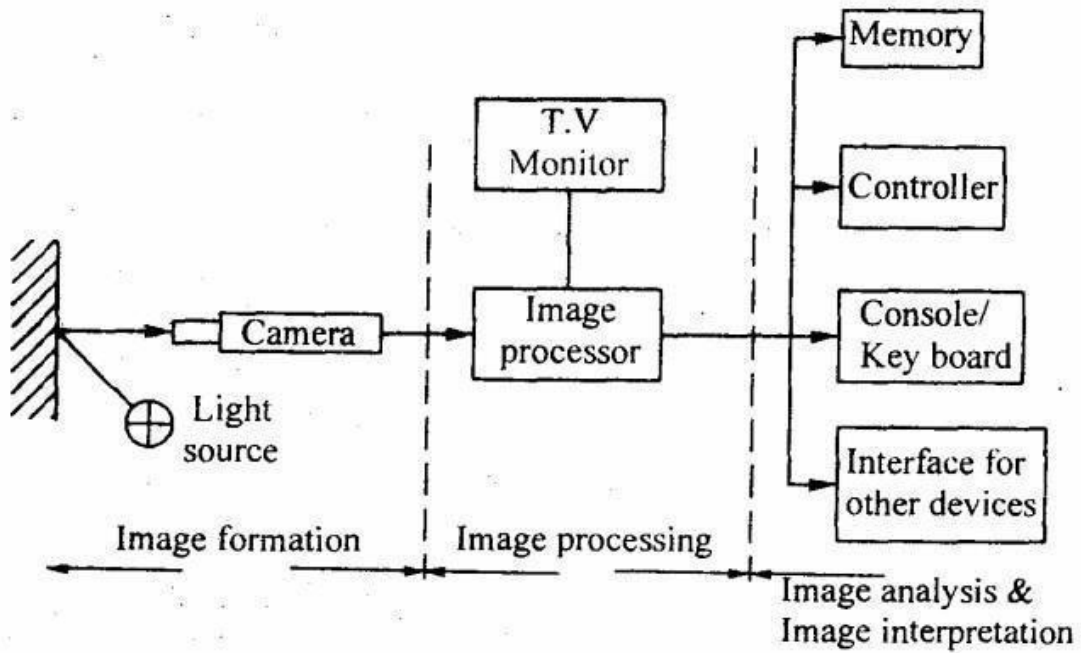 Memory
T.V
Monitor
Controller
Image
processor
Console/
Key board
Camera
Light
source
Interface for
other devices
Image formation
Image processing
Image analysis &
Image interpretation